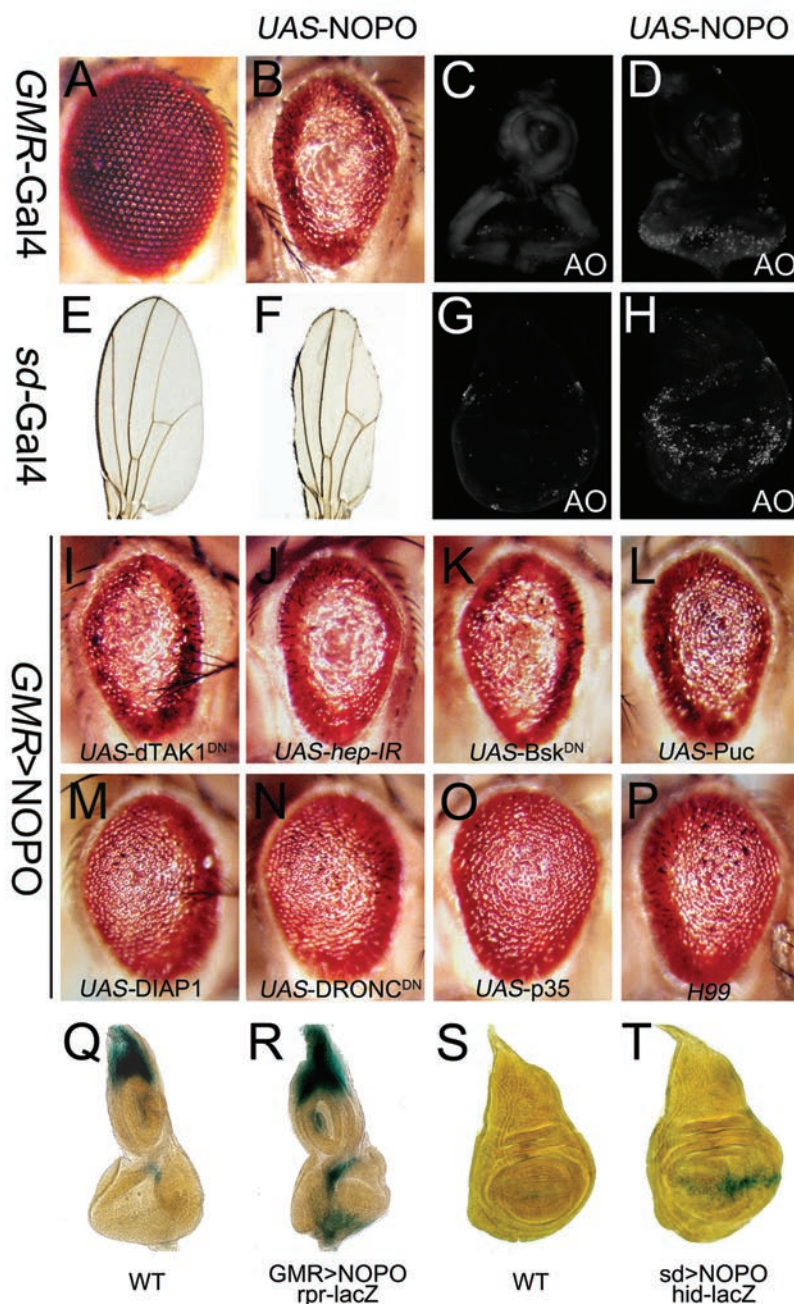 UAS-NOPO UAS-NOPO
GMR-Gal4
A B C D
AO AO
sd-Gal4
E F G H
AO AO
GMR>NOPO
I J K L
UAS-dTAK1DN UAS-hep-IR UAS-BskDN UAS-Puc
M N O P
UAS-DIAP1 UAS-DRONCDN UAS-p35 H99
Q R S T
WT GMR>NOPO WT sd>NOPO
rpr-lacZ hid-lacZ